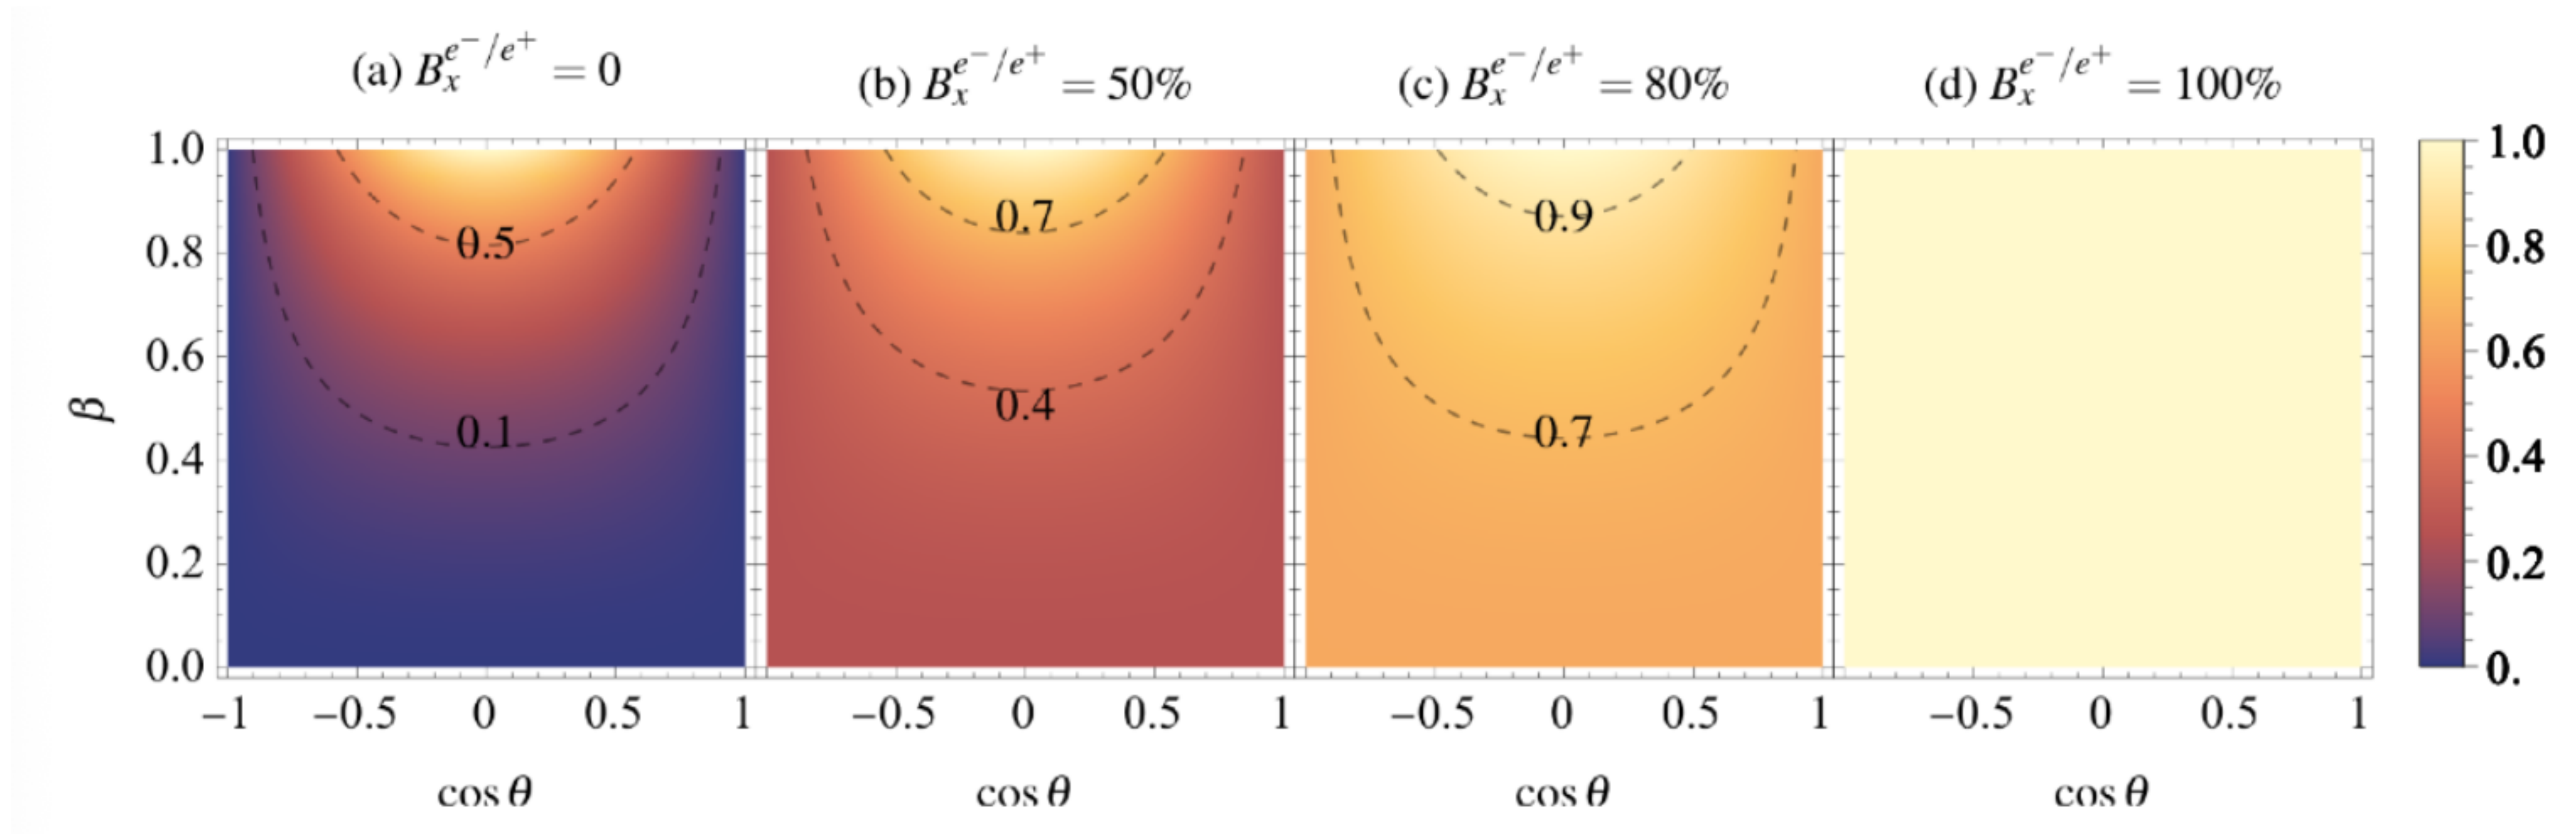 (a) B_x^{e⁻/e⁺} = 0
(b) B_x^{e⁻/e⁺} = 50%
(c) B_x^{e⁻/e⁺} = 80%
(d) B_x^{e⁻/e⁺} = 100%
β
1.0
0.8
0.6
0.4
0.2
0.0
0.5
0.1
0.7
0.4
0.9
0.7
−1 −0.5 0 0.5 1
−0.5 0 0.5 1
−0.5 0 0.5 1
−0.5 0 0.5 1
cos θ
cos θ
cos θ
cos θ
1.0
0.8
0.6
0.4
0.2
0.